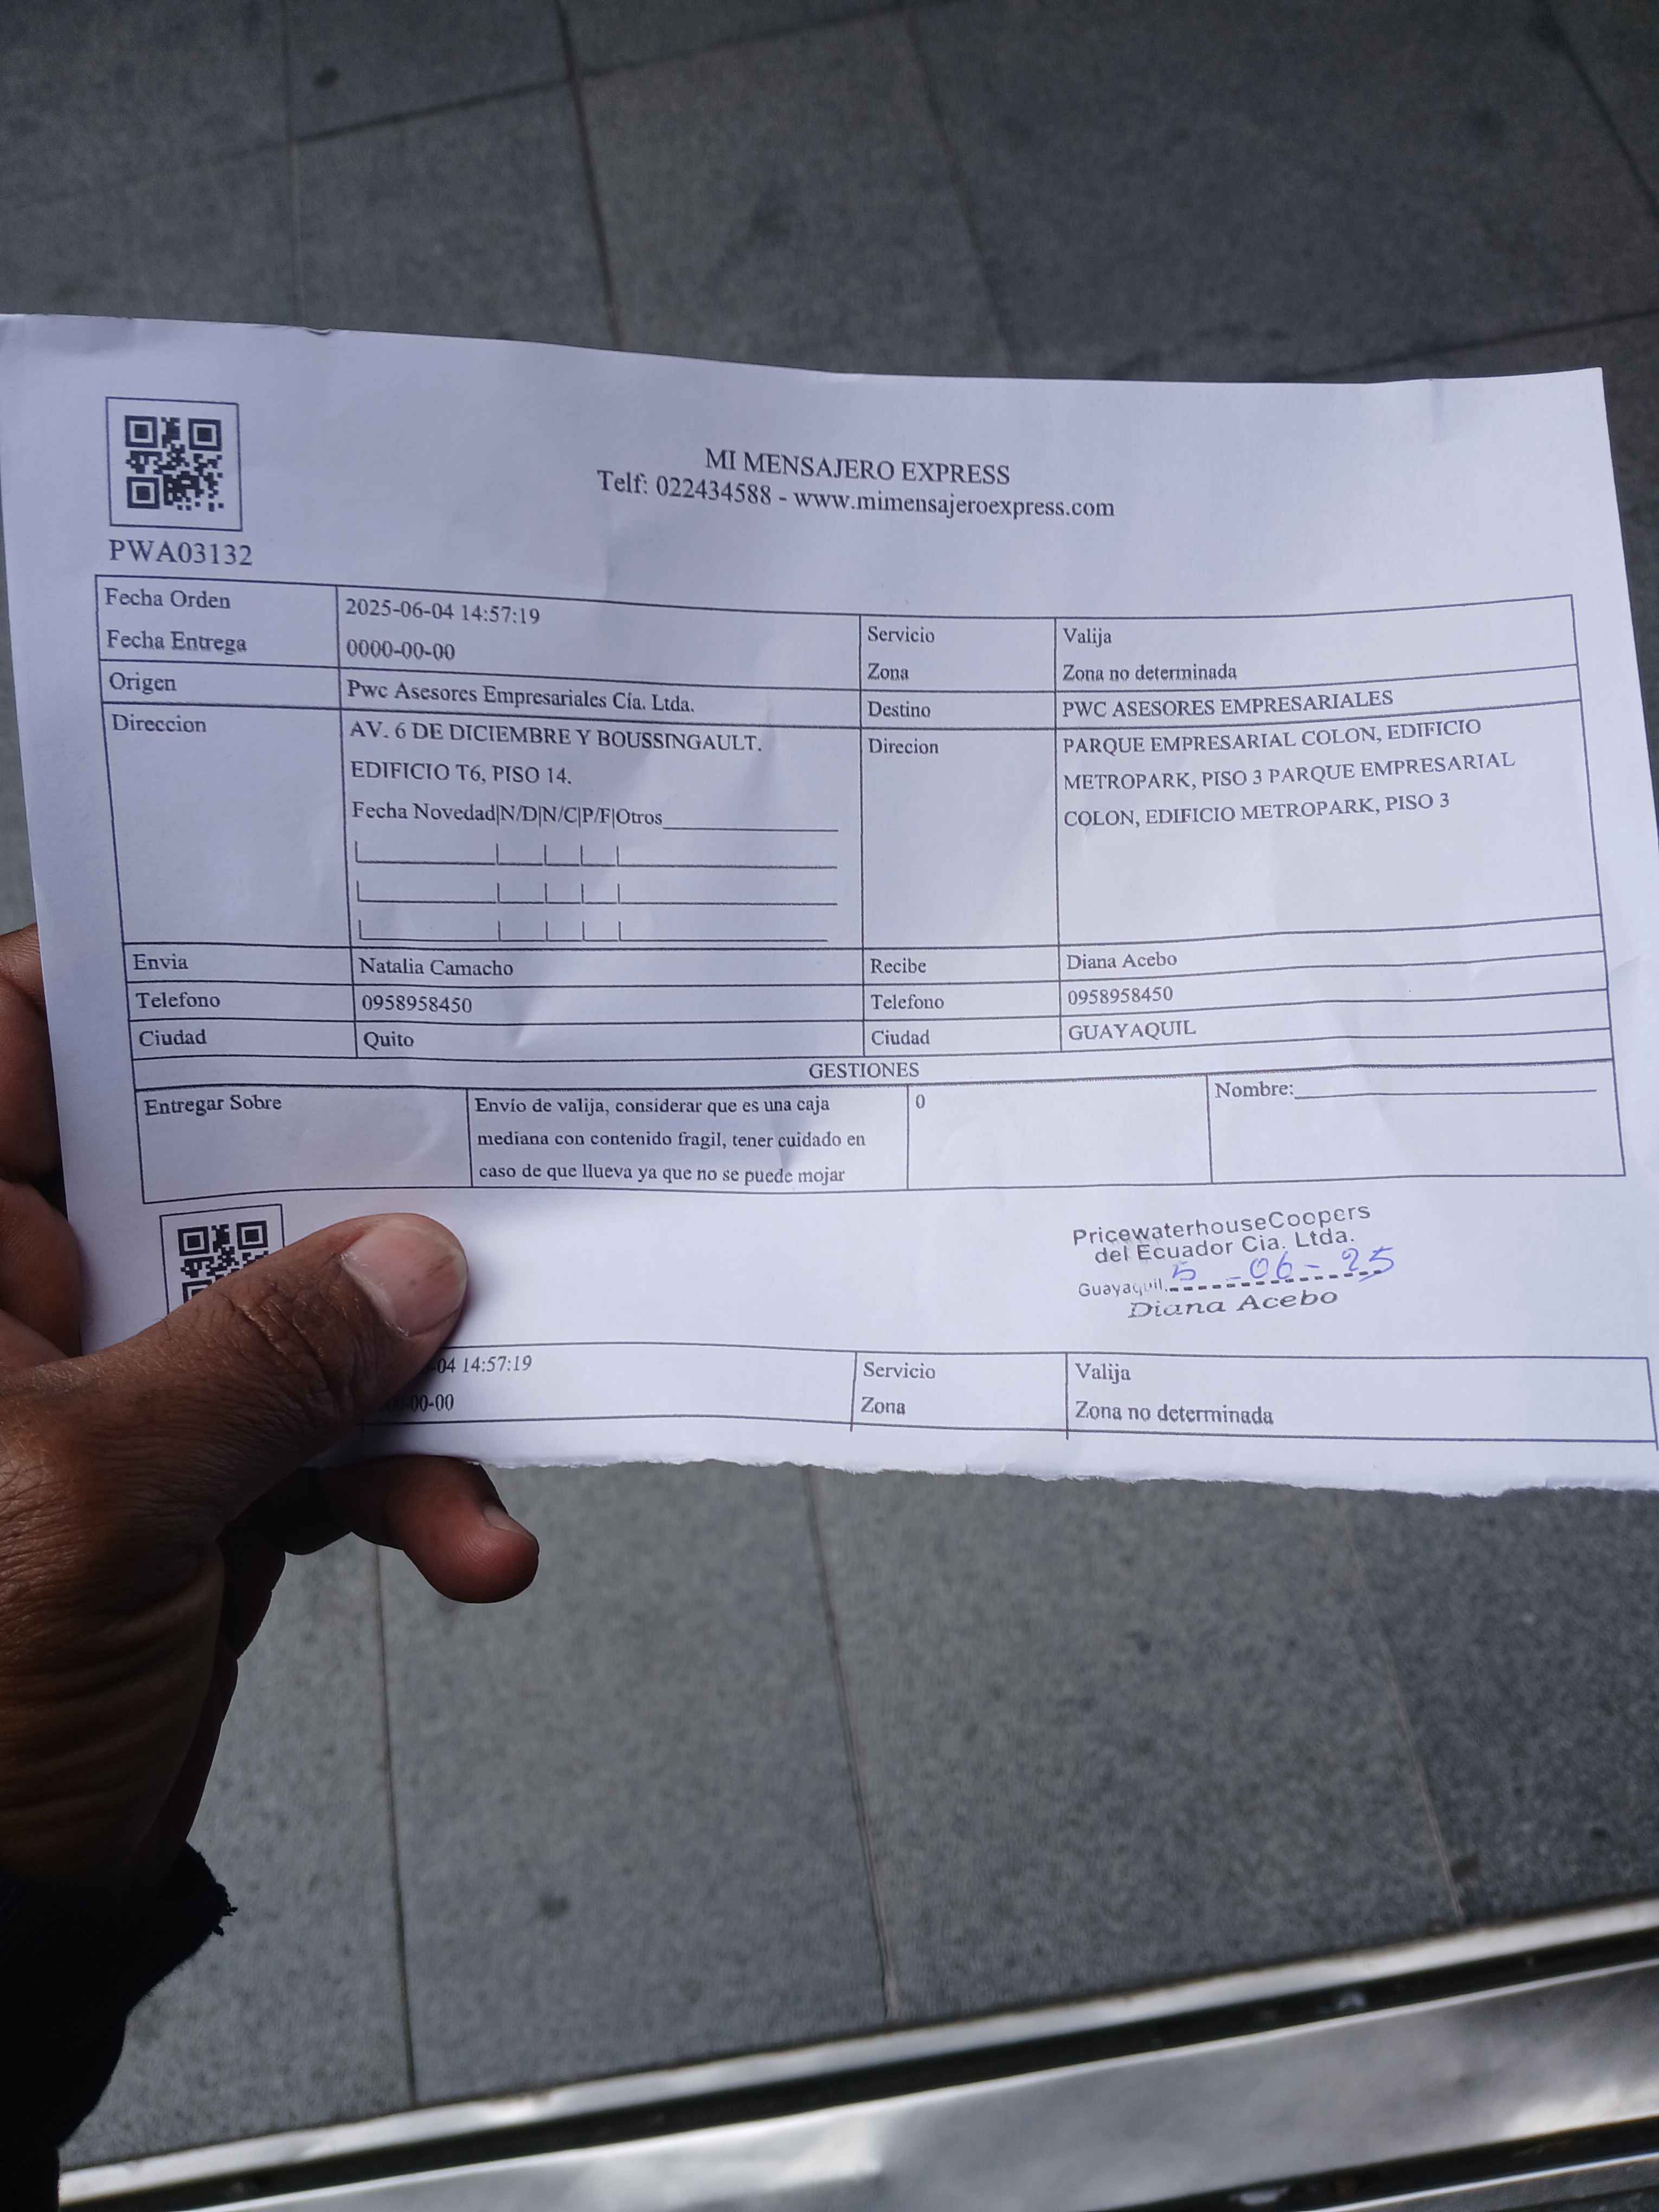 MI MENSAJERO EXPRESS
Telf: 022434588 - www.mimensajeroexpress.com
PWA03132
Fecha Orden 2025-06-04 14:57:19 Servicio Valija
Fecha Entrega 0000-00-00 Zona Zona no determinada
Origen Pwc Asesores Empresariales Cía. Ltda. Destino PWC ASESORES EMPRESARIALES
Direccion AV. 6 DE DICIEMBRE Y BOUSSINGAULT. Direcion PARQUE EMPRESARIAL COLON, EDIFICIO
EDIFICIO T6, PISO 14. METROPARK, PISO 3 PARQUE EMPRESARIAL
Fecha Novedad|N/D|N/C|P/F|Otros COLON, EDIFICIO METROPARK, PISO 3
Envia Natalia Camacho Recibe Diana Acebo
Telefono 0958958450 Telefono 0958958450
Ciudad Quito Ciudad GUAYAQUIL
GESTIONES
Entregar Sobre Envío de valija, considerar que es una caja 0 Nombre:
mediana con contenido fragil, tener cuidado en
caso de que llueva ya que no se puede mojar
PricewaterhouseCoopers
del Ecuador Cia. Ltda.
Guayaquil, 5 -06-25
Diana Acebo
-04 14:57:19 Servicio Valija
00-00 Zona Zona no determinada